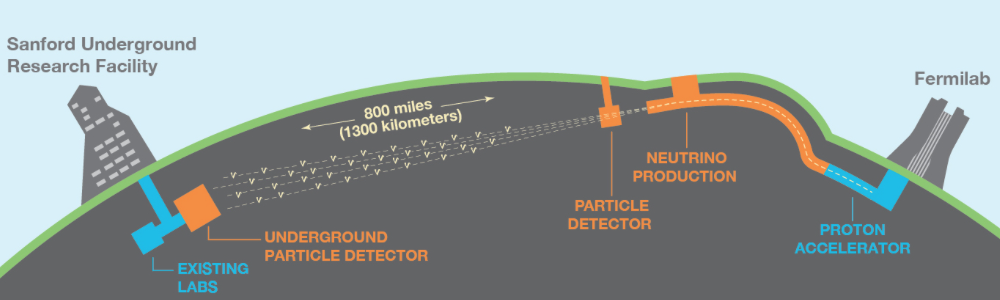 Sanford Underground
Research Facility
Fermilab
800 miles
(1300 kilometers)
NEUTRINO
PRODUCTION
PARTICLE
DETECTOR
PROTON
ACCELERATOR
UNDERGROUND
PARTICLE DETECTOR
EXISTING
LABS